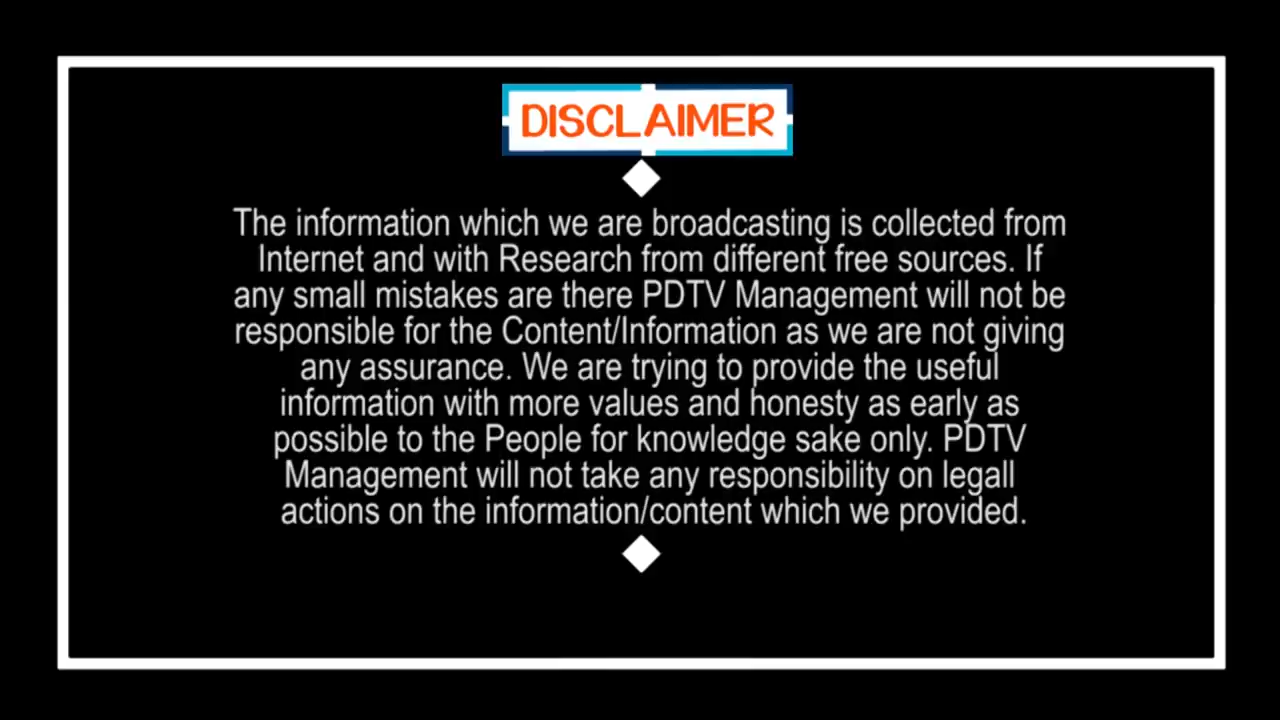 DISCLAIMER
The information which we are broadcasting is collected from
Internet and with Research from different free sources. If
any small mistakes are there PDTV Management will not be
responsible for the Content/Information as we are not giving
any assurance. We are trying to provide the useful
information with more values and honesty as early as
possible to the People for knowledge sake only. PDTV
Management will not take any responsibility on legall
actions on the information/content which we provided.